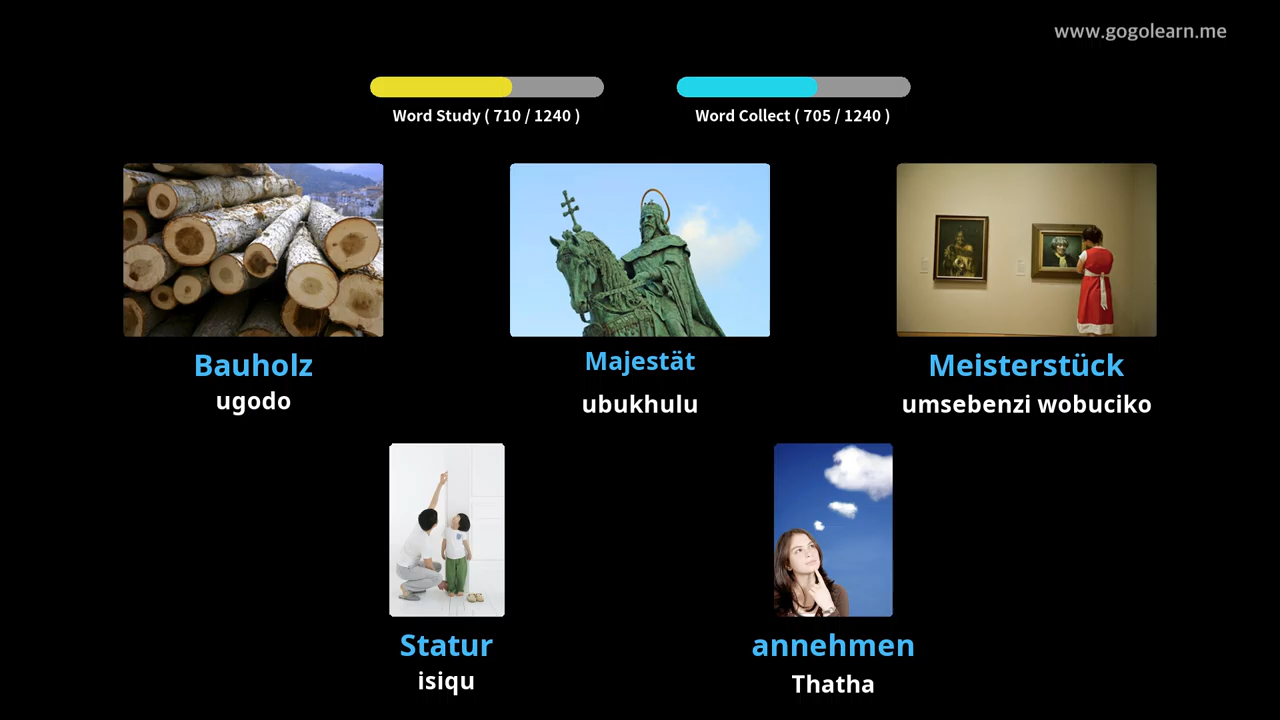 www.gogolearn.me
Word Study ( 710 / 1240 )
Word Collect ( 705 / 1240 )
Bauholz
ugodo
Majestät
ubukhulu
Meisterstück
umsebenzi wobuciko
Statur
isiqu
annehmen
Thatha